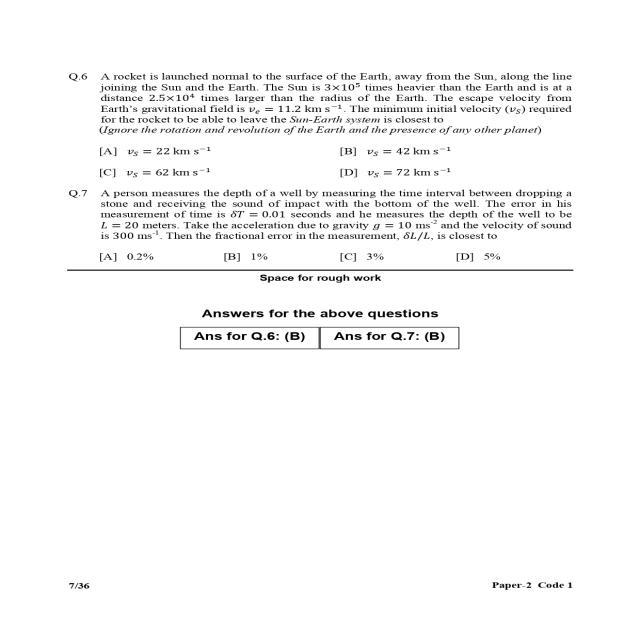 Q.6 A rocket is launched normal to the surface of the Earth, away from the Sun, along the line
joining the Sun and the Earth. The Sun is 3×10⁵ times heavier than the Earth and is at a
distance 2.5×10⁴ times larger than the radius of the Earth. The escape velocity from
Earth's gravitational field is vₑ = 11.2 km s⁻¹. The minimum initial velocity (v_S) required
for the rocket to be able to leave the Sun-Earth system is closest to
(Ignore the rotation and revolution of the Earth and the presence of any other planet)
[A] v_S = 22 km s⁻¹ [B] v_S = 42 km s⁻¹
[C] v_S = 62 km s⁻¹ [D] v_S = 72 km s⁻¹
Q.7 A person measures the depth of a well by measuring the time interval between dropping a
stone and receiving the sound of impact with the bottom of the well. The error in his
measurement of time is δT = 0.01 seconds and he measures the depth of the well to be
L = 20 meters. Take the acceleration due to gravity g = 10 ms⁻² and the velocity of sound
is 300 ms⁻¹. Then the fractional error in the measurement, δL/L, is closest to
[A] 0.2% [B] 1% [C] 3% [D] 5%
Space for rough work
Answers for the above questions
Ans for Q.6: (B) Ans for Q.7: (B)
7/36 Paper-2 Code 1